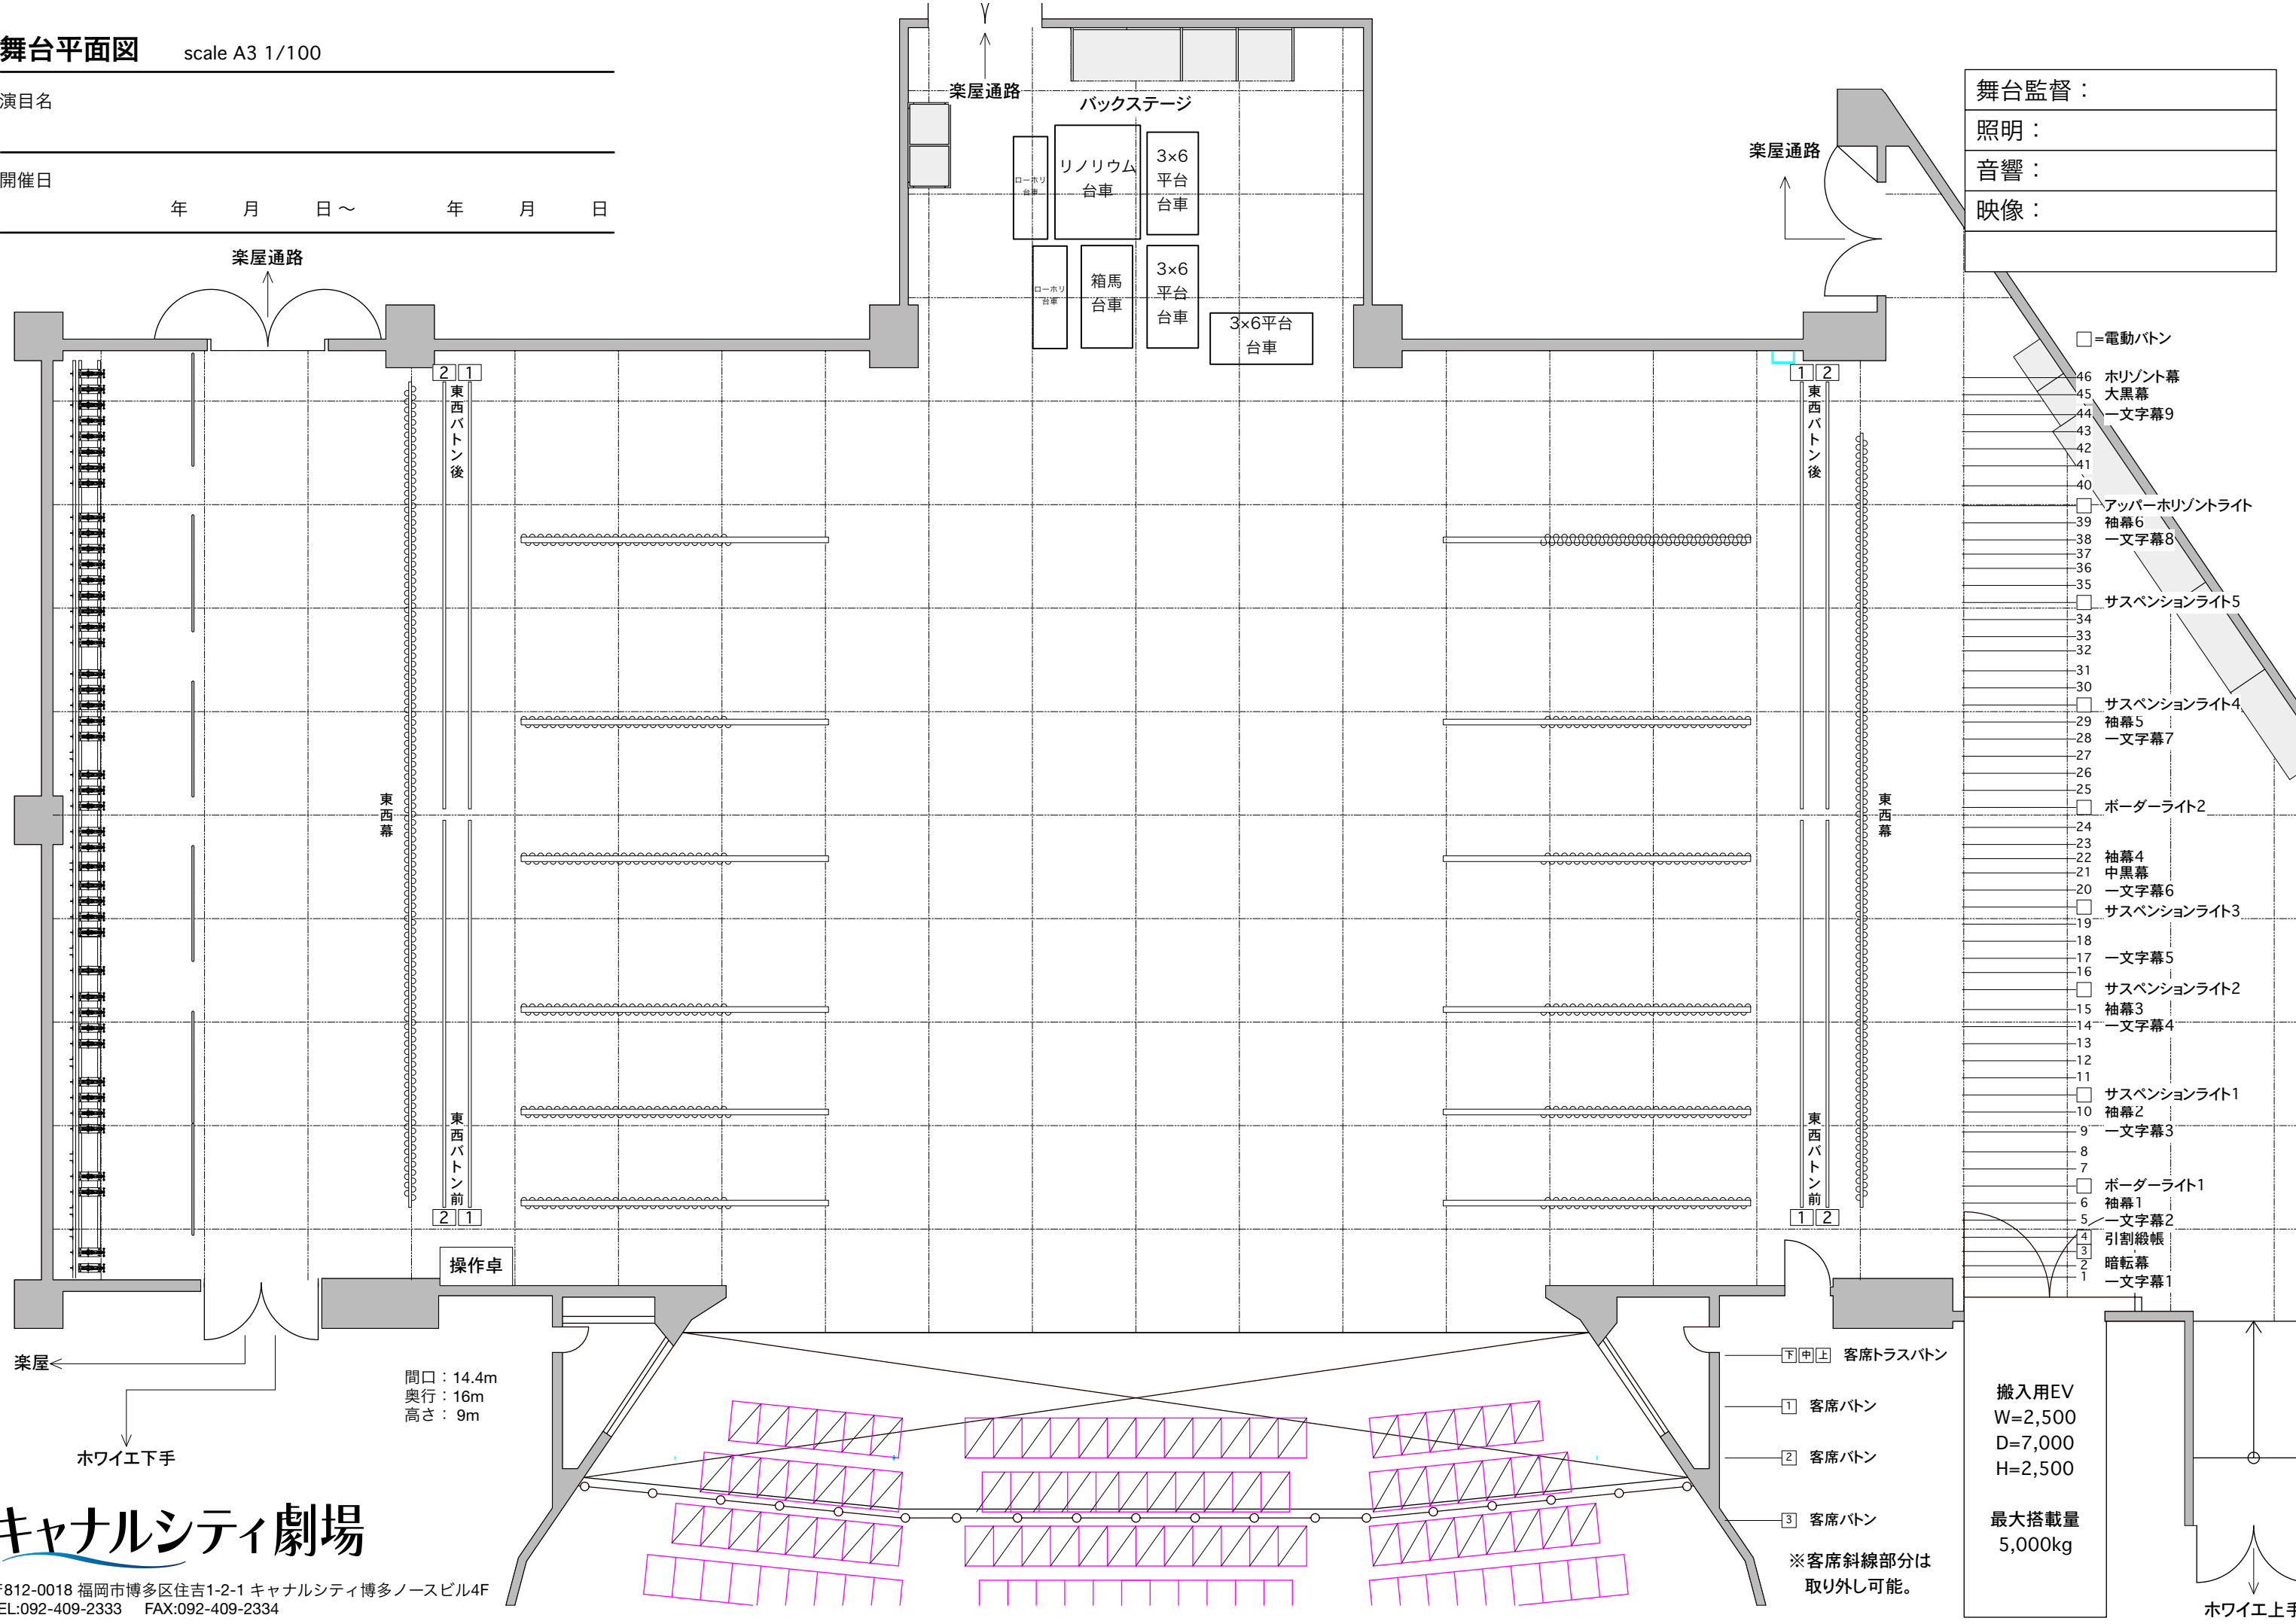 舞台平面図 scale A3 1/100
演目名
開催日
年 月 日～ 年 月 日
楽屋通路
楽屋通路
バックステージ
ローホリ
台車
リノリウム
台車
3×6
平台
台車
ローホリ
台車
箱馬
台車
3×6
平台
台車
3×6平台
台車
楽屋通路
舞台監督：
照明：
音響：
映像：
2 1
東西バトン後
1 2
東西バトン後
東西幕
東西幕
東西バトン前
2 1
東西バトン前
1 2
操作卓
□=電動バトン
46 ホリゾント幕
45 大黒幕
44 一文字幕9
43
42
41
40
アッパーホリゾントライト
39 袖幕6
38 一文字幕8
37
36
35
サスペンションライト5
34
33
32
31
30
サスペンションライト4
29 袖幕5
28 一文字幕7
27
26
25
ボーダーライト2
24
23
22 袖幕4
21 中黒幕
20 一文字幕6
サスペンションライト3
19
18
17 一文字幕5
16
サスペンションライト2
15 袖幕3
14 一文字幕4
13
12
11
サスペンションライト1
10 袖幕2
9 一文字幕3
8
7
ボーダーライト1
6 袖幕1
5 一文字幕2
4 引割緞帳
3
2 暗転幕
1 一文字幕1
楽屋
ホワイエ下手
間口：14.4m
奥行：16m
高さ： 9m
下 中 上 客席トラスバトン
1 客席バトン
2 客席バトン
3 客席バトン
※客席斜線部分は
取り外し可能。
搬入用EV
W=2,500
D=7,000
H=2,500
最大搭載量
5,000kg
ホワイエ上手
キャナルシティ劇場
〒812-0018 福岡市博多区住吉1-2-1 キャナルシティ博多ノースビル4F
TEL:092-409-2333 FAX:092-409-2334